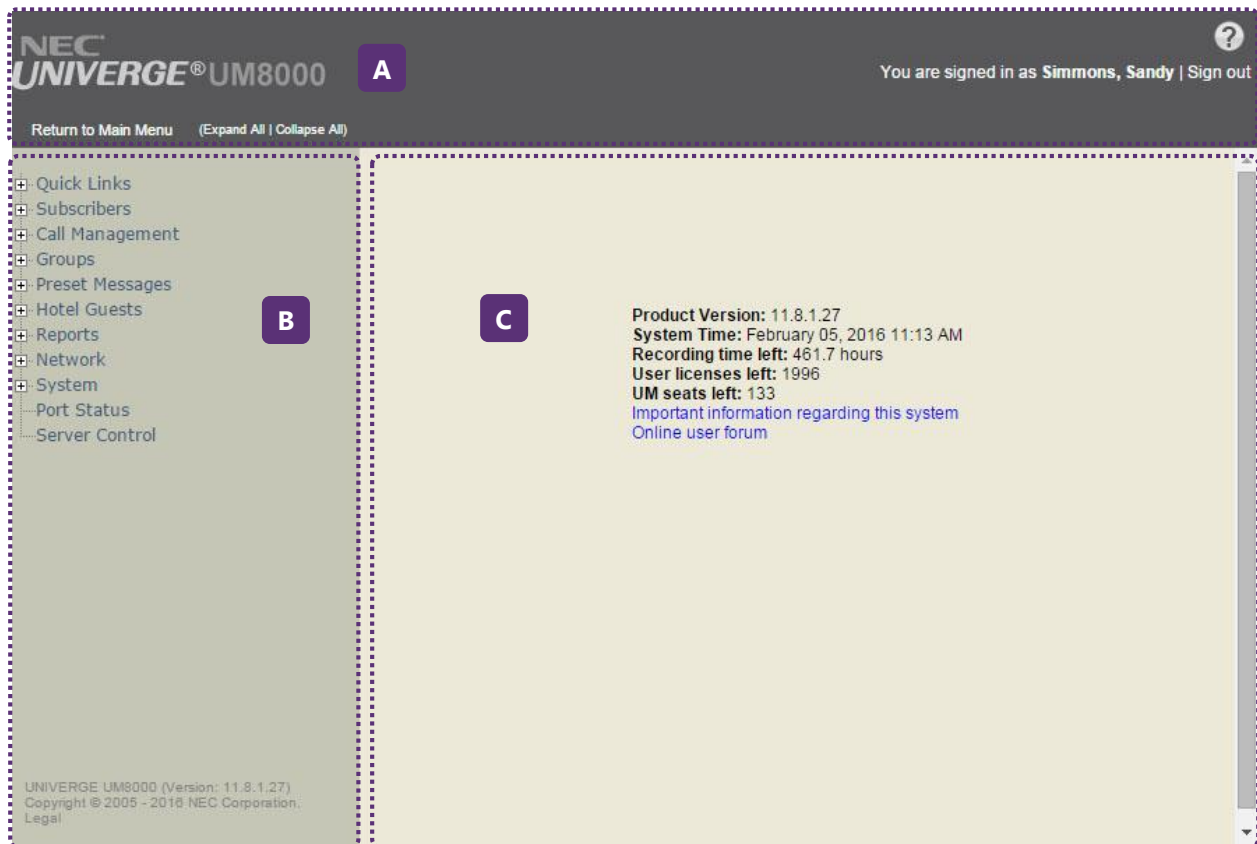 NEC
UNIVERGE®UM8000
A
?
You are signed in as Simmons, Sandy | Sign out
Return to Main Menu (Expand All | Collapse All)
Quick Links
Subscribers
Call Management
Groups
Preset Messages
Hotel Guests
Reports
Network
System
Port Status
Server Control
B
UNIVERGE UM8000 (Version: 11.8.1.27)
Copyright © 2005 - 2016 NEC Corporation.
Legal
C
Product Version: 11.8.1.27
System Time: February 05, 2016 11:13 AM
Recording time left: 461.7 hours
User licenses left: 1996
UM seats left: 133
Important information regarding this system
Online user forum